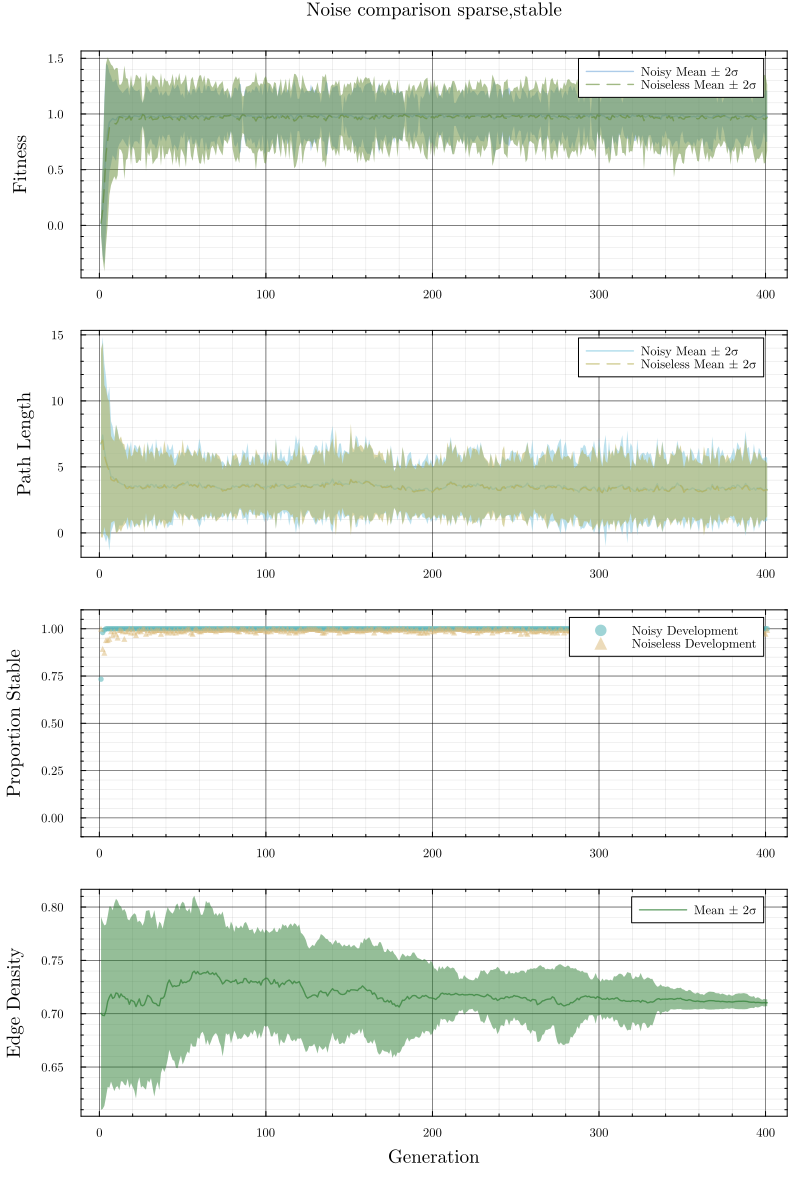 Noise comparison sparse,stable
1.5
1.0
0.5
0.0
Fitness
Noisy Mean ± 2σ
Noiseless Mean ± 2σ
0 100 200 300 400
15
10
5
0
Path Length
Noisy Mean ± 2σ
Noiseless Mean ± 2σ
0 100 200 300 400
1.00
0.75
0.50
0.25
0.00
Proportion Stable
Noisy Development
Noiseless Development
0 100 200 300 400
0.80
0.75
0.70
0.65
Edge Density
Mean ± 2σ
0 100 200 300 400
Generation